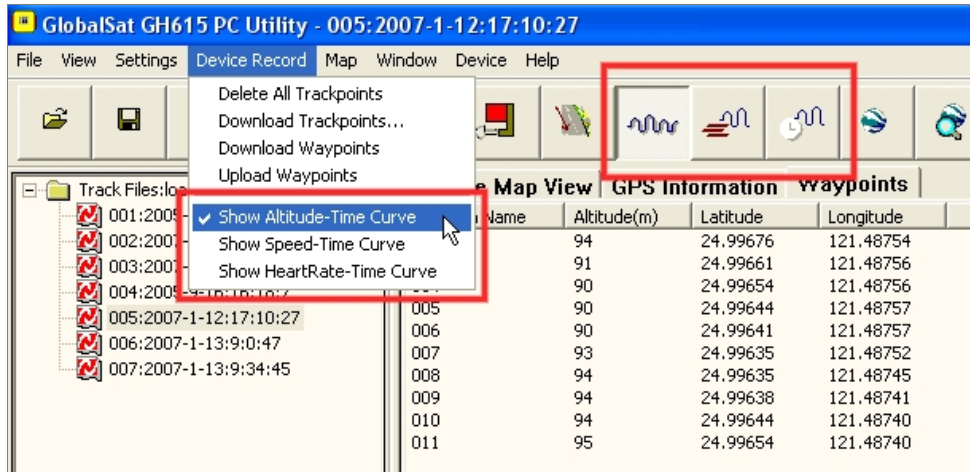 GlobalSat GH615 PC Utility - 005:2007-1-12:17:10:27
File View Settings Device Record Map Window Device Help
Delete All Trackpoints
Download Trackpoints...
Download Waypoints
Upload Waypoints
Show Altitude-Time Curve
Show Speed-Time Curve
Show HeartRate-Time Curve
Track Files:
001:2005-
002:2007-
003:2007-
005:2007-1-12:17:10:27
006:2007-1-13:9:0:47
007:2007-1-13:9:34:45
Map View GPS Information Waypoints
Name Altitude(m) Latitude Longitude
94 24.99676 121.48754
91 24.99661 121.48756
90 24.99654 121.48756
005 90 24.99644 121.48757
006 90 24.99641 121.48757
007 93 24.99635 121.48752
008 94 24.99635 121.48745
009 94 24.99638 121.48741
010 94 24.99644 121.48740
011 95 24.99654 121.48740